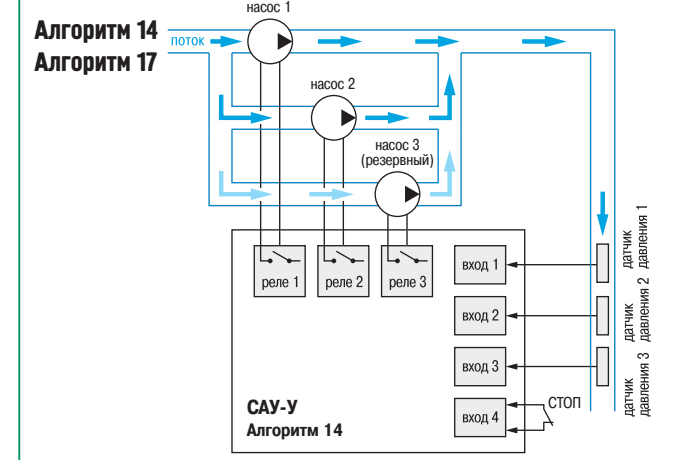 насос 1
Алгоритм 14
поток
Алгоритм 17
насос 2
насос 3
(резервный)
реле 1
реле 2
реле 3
вход 1
вход 2
вход 3
вход 4
датчик
давления 1
датчик
давления 2
датчик
давления 3
СТОП
САУ-У
Алгоритм 14